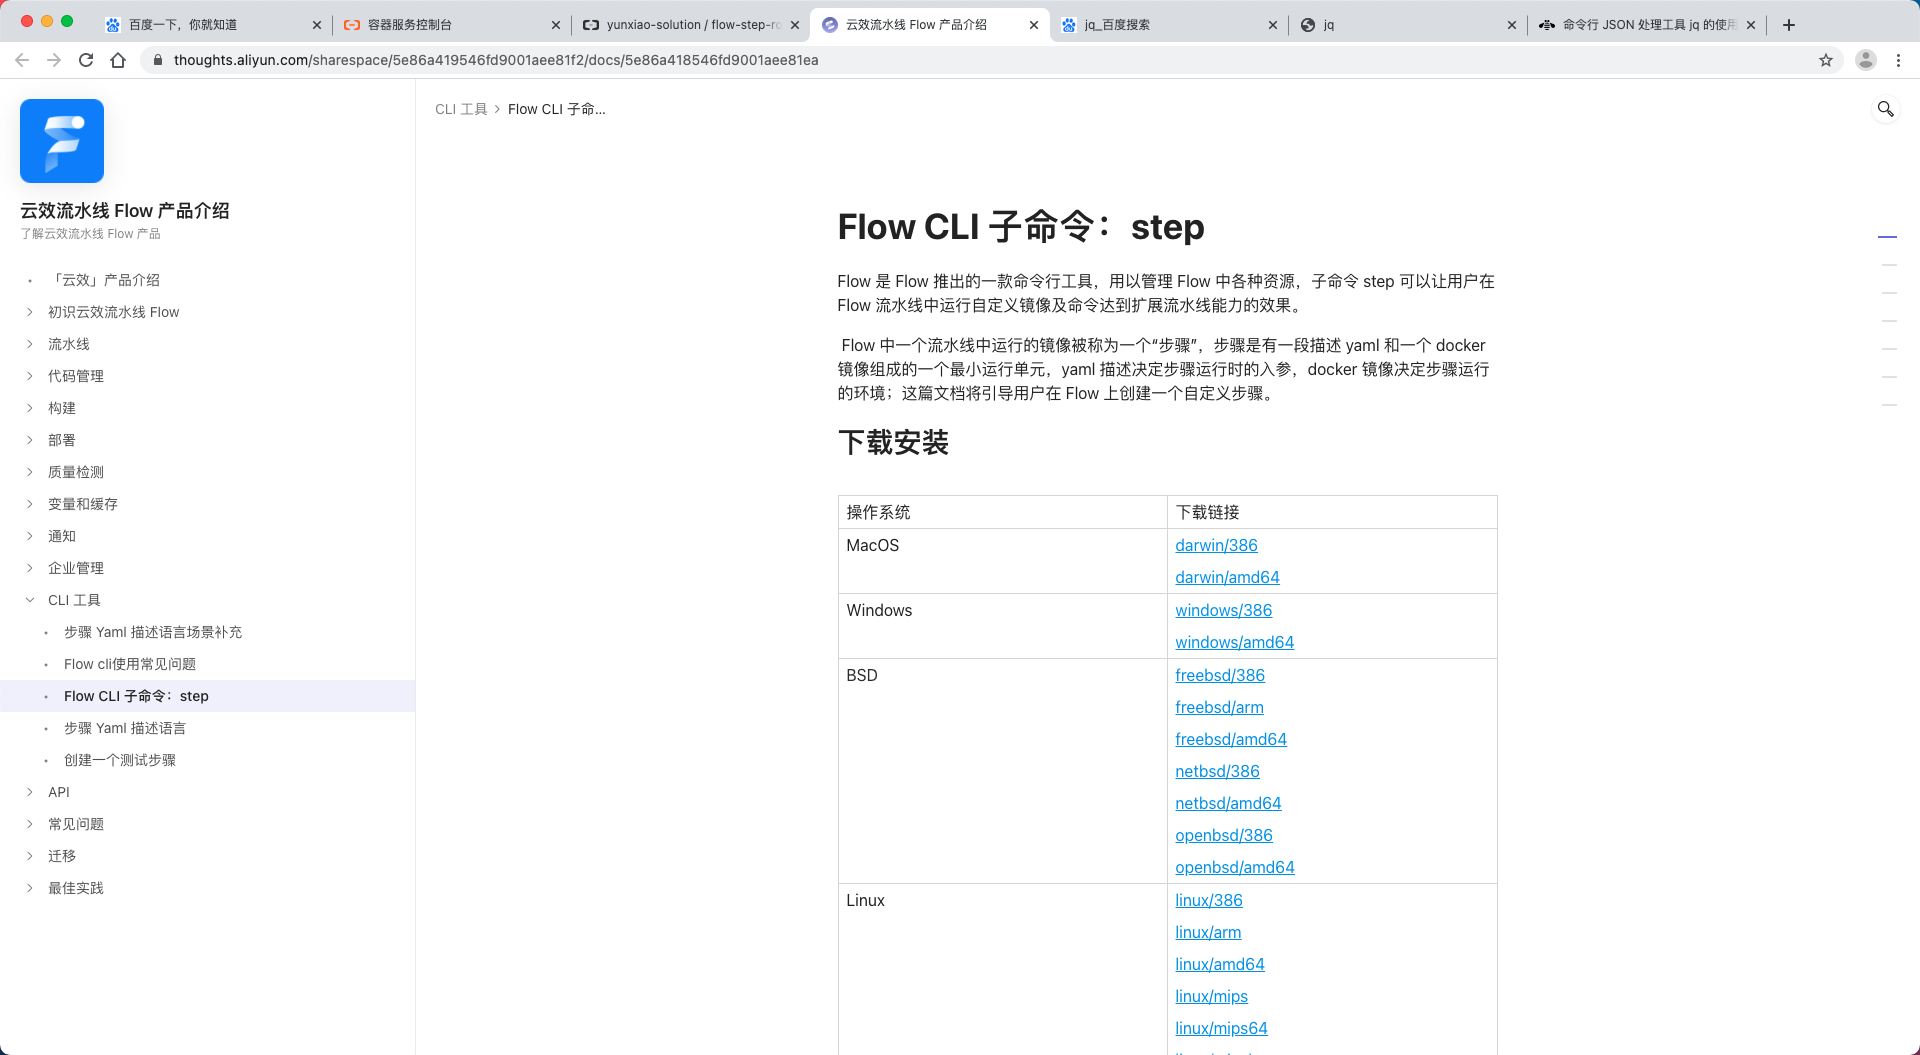 百度一下，你就知道
容器服务控制台
yunxiao-solution / flow-step-ro
云效流水线 Flow 产品介绍
jq_百度搜索
jq
命令行 JSON 处理工具 jq 的使用
thoughts.aliyun.com/sharespace/5e86a419546fd9001aee81f2/docs/5e86a418546fd9001aee81ea
云效流水线 Flow 产品介绍
了解云效流水线 Flow 产品
「云效」产品介绍
初识云效流水线 Flow
流水线
代码管理
构建
部署
质量检测
变量和缓存
通知
企业管理
CLI 工具
步骤 Yaml 描述语言场景补充
Flow cli使用常见问题
Flow CLI 子命令：step
步骤 Yaml 描述语言
创建一个测试步骤
API
常见问题
迁移
最佳实践
CLI 工具 > Flow CLI 子命...
Flow CLI 子命令：step
Flow 是 Flow 推出的一款命令行工具，用以管理 Flow 中各种资源，子命令 step 可以让用户在
Flow 流水线中运行自定义镜像及命令达到扩展流水线能力的效果。
Flow 中一个流水线中运行的镜像被称为一个“步骤”，步骤是有一段描述 yaml 和一个 docker
镜像组成的一个最小运行单元，yaml 描述决定步骤运行时的入参，docker 镜像决定步骤运行
的环境；这篇文档将引导用户在 Flow 上创建一个自定义步骤。
下载安装
操作系统 下载链接
MacOS darwin/386
darwin/amd64
Windows windows/386
windows/amd64
BSD freebsd/386
freebsd/arm
freebsd/amd64
netbsd/386
netbsd/amd64
openbsd/386
openbsd/amd64
Linux linux/386
linux/arm
linux/amd64
linux/mips
linux/mips64